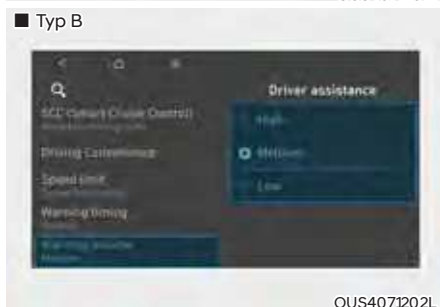 ■ Typ B
Driver assistance
SCC (Smart Cruise Control)
High
Driving Convenience
Medium
Speed limit
Low
Warning timing
Warning volume
OUS4071202L